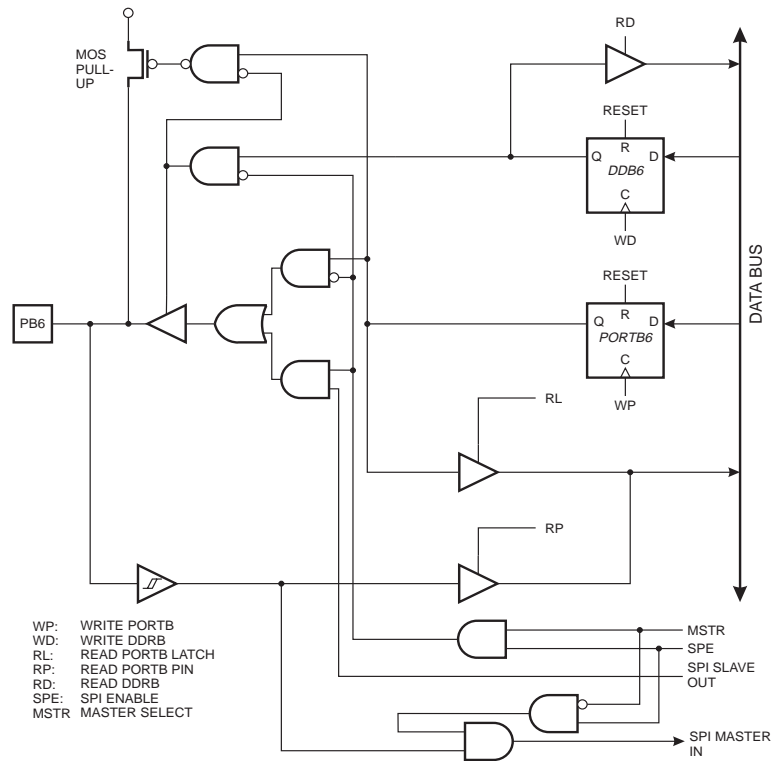 RD
MOS
PULL-
UP
RESET
R
Q
D
DDB6
C
WD
RESET
R
Q
D
PORTB6
C
WP
DATA BUS
PB6
RL
RP
WP: WRITE PORTB
WD: WRITE DDRB
RL: READ PORTB LATCH
RP: READ PORTB PIN
RD: READ DDRB
SPE: SPI ENABLE
MSTR MASTER SELECT
MSTR
SPE
SPI SLAVE
OUT
SPI MASTER
IN